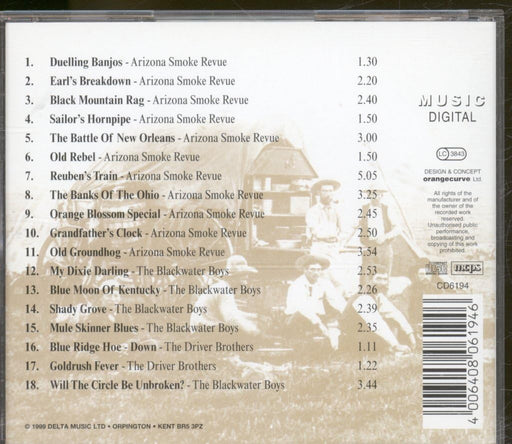 1. Duelling Banjos - Arizona Smoke Revue 1.30
2. Earl's Breakdown - Arizona Smoke Revue 2.20
3. Black Mountain Rag - Arizona Smoke Revue 2.40
4. Sailor's Hornpipe - Arizona Smoke Revue 1.50
5. The Battle Of New Orleans - Arizona Smoke Revue 3.00
6. Old Rebel - Arizona Smoke Revue 1.50
7. Reuben's Train - Arizona Smoke Revue 5.05
8. The Banks Of The Ohio - Arizona Smoke Revue 3.25
9. Orange Blossom Special - Arizona Smoke Revue 2.45
10. Grandfather's Clock - Arizona Smoke Revue 2.50
11. Old Groundhog - Arizona Smoke Revue 3.54
12. My Dixie Darling - The Blackwater Boys 2.53
13. Blue Moon Of Kentucky - The Blackwater Boys 2.26
14. Shady Grove - The Blackwater Boys 2.39
15. Mule Skinner Blues - The Blackwater Boys 2.35
16. Blue Ridge Hoe - Down - The Driver Brothers 1.11
17. Goldrush Fever - The Driver Brothers 1.22
18. Will The Circle Be Unbroken? - The Blackwater Boys 3.44
© 1999 DELTA MUSIC LTD • ORPINGTON • KENT BR5 3PZ
MUSIC
DIGITAL
LC 3843
DESIGN & CONCEPT
orangecurve Ltd.
All rights of the
manufacturer and of
the owner of the
recorded work
reserved.
Unauthorised public
performance,
broadcasting and
copying of this work
prohibited.
mcps
CD6194
4 006408 061946